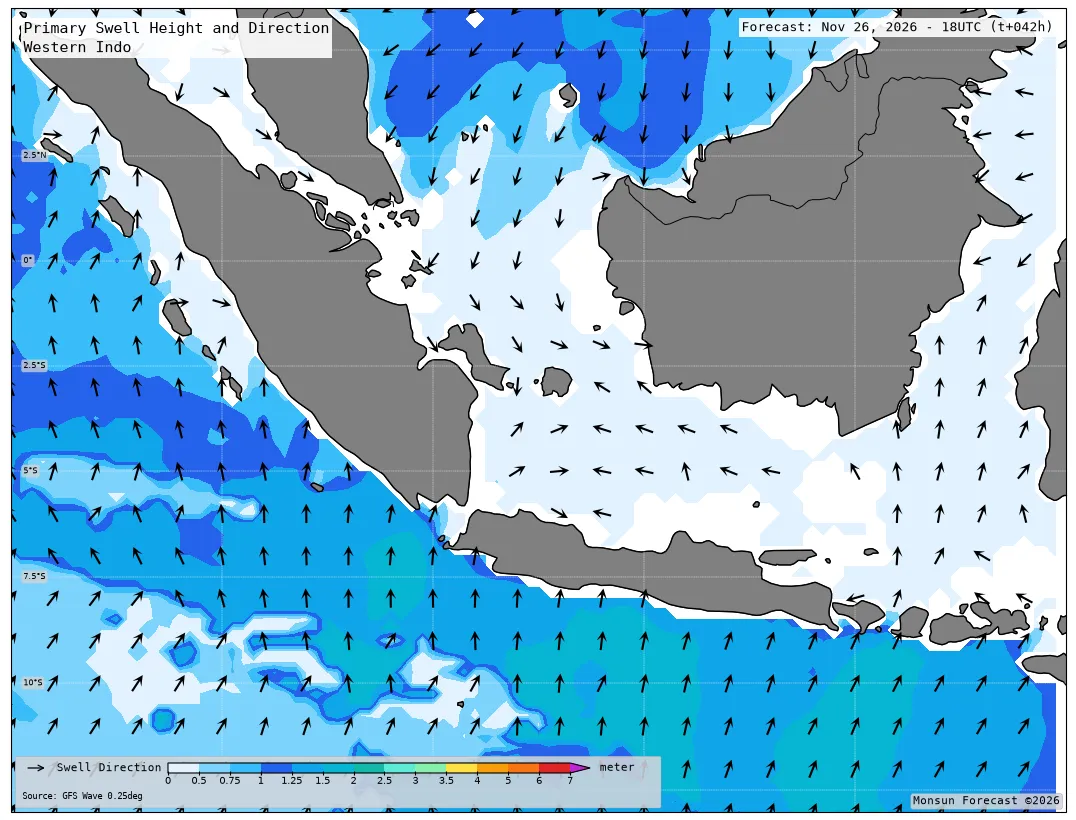 Primary Swell Height and Direction
Western Indo
Forecast: Nov 26, 2026 - 18UTC (t+042h)
2.5°N
0°
2.5°S
5°S
7.5°S
10°S
Swell Direction
meter
0 0.5 0.75 1 1.25 1.5 2 2.5 3 3.5 4 5 6 7
Source: GFS Wave 0.25deg
Monsun Forecast ©2026